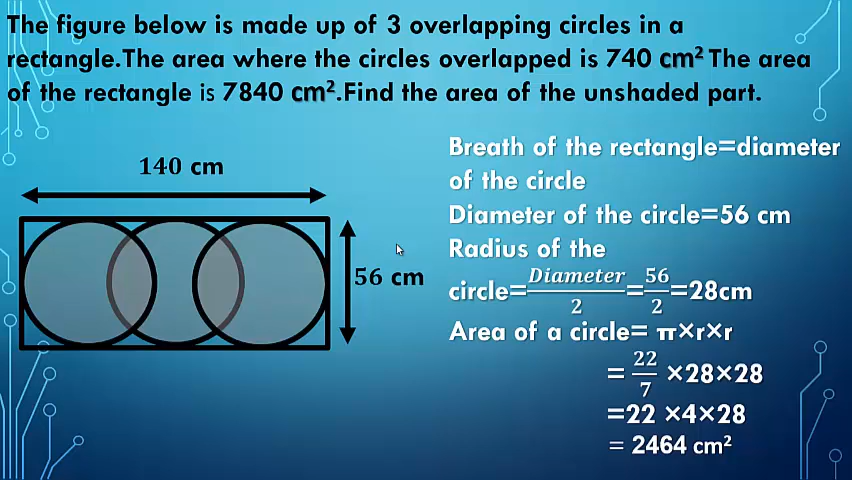 The figure below is made up of 3 overlapping circles in a
rectangle.The area where the circles overlapped is 740 cm² The area
of the rectangle is 7840 cm².Find the area of the unshaded part.
140 cm
56 cm
Breath of the rectangle=diameter
of the circle
Diameter of the circle=56 cm
Radius of the
circle=Diameter/2=56/2=28cm
Area of a circle= π×r×r
= 22/7 ×28×28
=22 ×4×28
= 2464 cm²